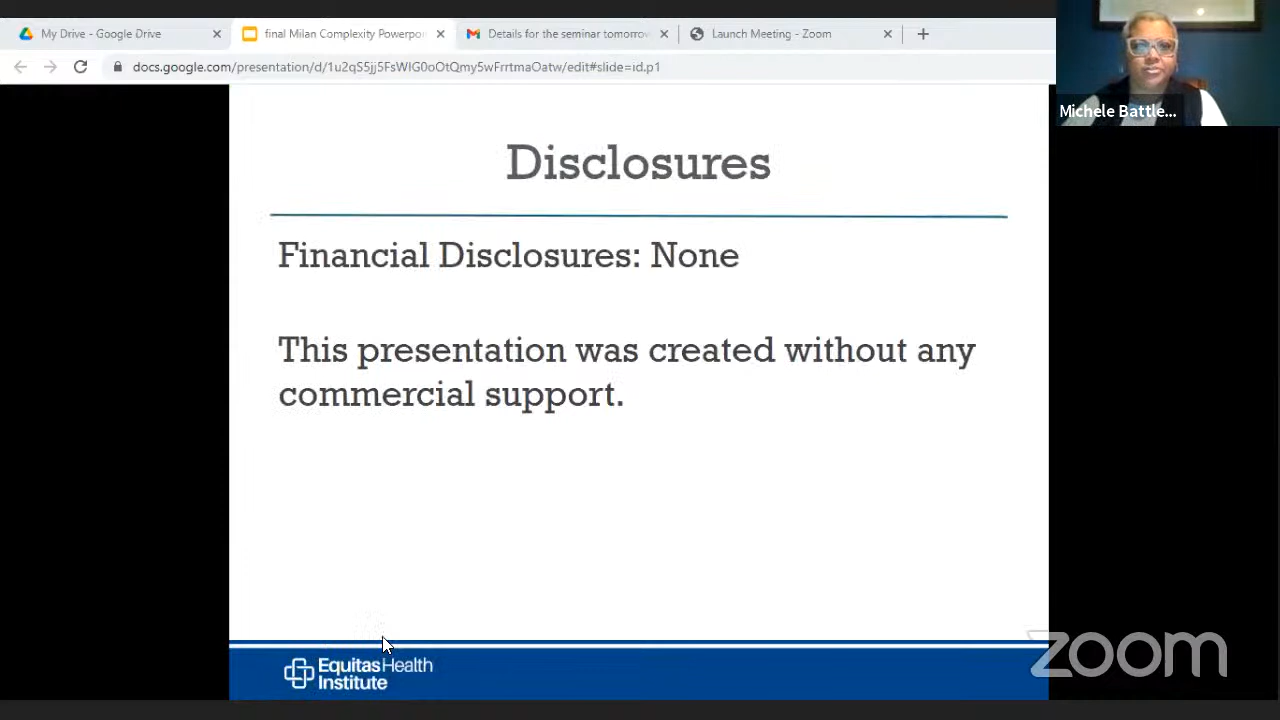 My Drive - Google Drive
final Milan Complexity Powerpo
Details for the seminar tomorrow
Launch Meeting - Zoom
docs.google.com/presentation/d/1u2qS5jj5FsWIG0oOtQmy5wFrrtmaOatw/edit#slide=id.p1
Michele Battle...
Disclosures
Financial Disclosures: None
This presentation was created without any
commercial support.
EquitasHealth
Institute
zoom